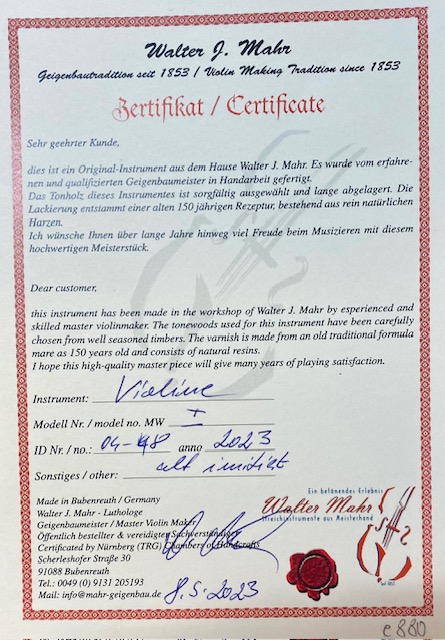 Walter J. Mahr
Geigenbautradition seit 1853 / Violin Making Tradition since 1853
Zertifikat / Certificate
Sehr geehrter Kunde,
dies ist ein Original-Instrument aus dem Hause Walter J. Mahr. Es wurde vom erfahre-
nen und qualifizierten Geigenbaumeister in Handarbeit gefertigt.
Das Tonholz dieses Instrumentes ist sorgfältig ausgewählt und lange abgelagert. Die
Lackierung entstammt einer alten 150 jährigen Rezeptur, bestehend aus rein natürlichen
Harzen.
Ich wünsche Ihnen über lange Jahre hinweg viel Freude beim Musizieren mit diesem
hochwertigen Meisterstück.
Dear customer,
this instrument has been made in the workshop of Walter J. Mahr by esperienced and
skilled master violinmaker. The tonewoods used for this instrument have been carefully
chosen from well seasoned timbers. The varnish is made from an old traditional formula
mare as 150 years old and consists of natural resins.
I hope this high-quality master piece will give many years of playing satisfaction.
Instrument: Violine
Modell Nr. / model no. MW I
ID Nr. / no.: 04- 48 anno 2023
Sonstiges / other: alt imitiert
Made in Bubenreuth / Germany
Walter J. Mahr - Luthologe
Geigenbaumeister / Master Violin Maker
Öffentlich bestellter & vereidigter Sachverständiger
Certificated by Nürnberg (TRG) Chambers of Handcrafts
Scherleshofer Straße 30
91088 Bubenreuth
Tel.: 0049 (0) 9131 205193
Mail: info@mahr-geigenbau.de
8.5.2023
Ein betönendes Erlebnis
Walter Mahr
Streichinstrumente aus Meisterhand
Seit 1853
€880